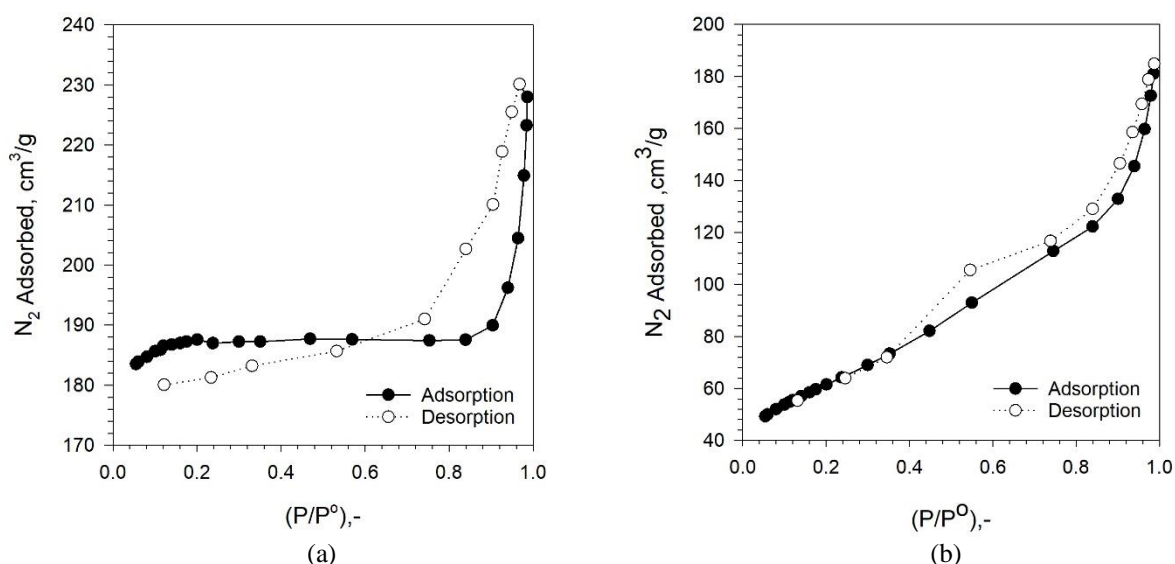 240
230
220
210
200
190
180
170
N₂ Adsorbed, cm³/g
Adsorption
Desorption
0.0 0.2 0.4 0.6 0.8 1.0
(P/Pº),-
(a)
200
180
160
140
120
100
80
60
40
N₂ Adsorbed ,cm³/g
Adsorption
Desorption
0.0 0.2 0.4 0.6 0.8 1.0
(P/Pᴼ),-
(b)